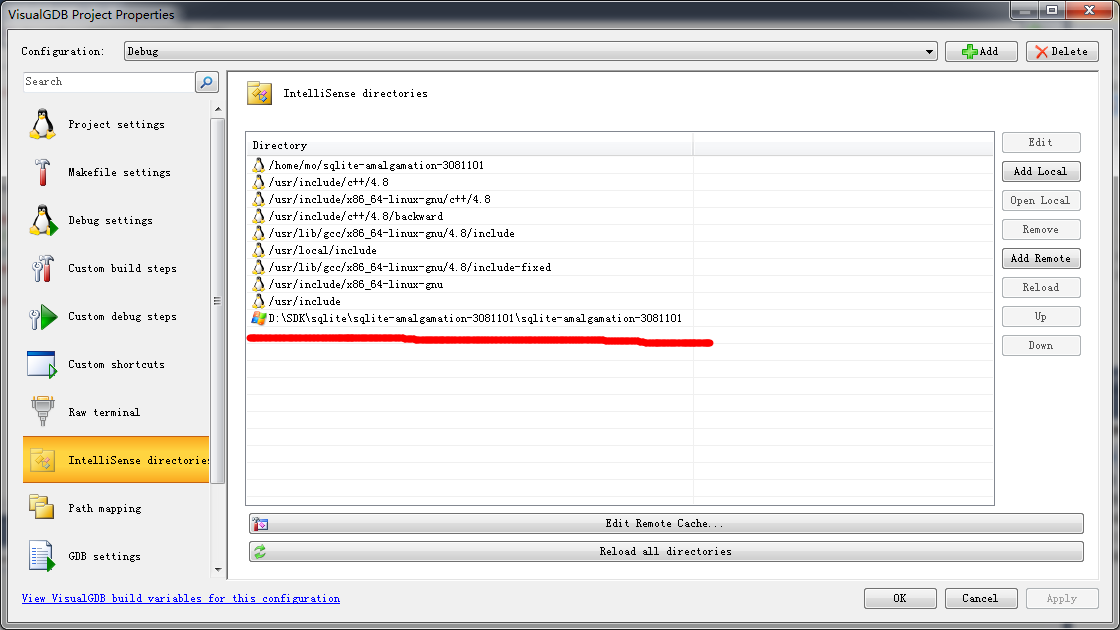 VisualGDB Project Properties
Configuration:
Debug
Add
Delete
Search
Project settings
Makefile settings
Debug settings
Custom build steps
Custom debug steps
Custom shortcuts
Raw terminal
IntelliSense directories
Path mapping
GDB settings
IntelliSense directories
Directory
/home/mo/sqlite-amalgamation-3081101
/usr/include/c++/4.8
/usr/include/x86_64-linux-gnu/c++/4.8
/usr/include/c++/4.8/backward
/usr/lib/gcc/x86_64-linux-gnu/4.8/include
/usr/local/include
/usr/lib/gcc/x86_64-linux-gnu/4.8/include-fixed
/usr/include/x86_64-linux-gnu
/usr/include
D:\SDK\sqlite\sqlite-amalgamation-3081101\sqlite-amalgamation-3081101
Edit
Add Local
Open Local
Remove
Add Remote
Reload
Up
Down
Edit Remote Cache...
Reload all directories
View VisualGDB build variables for this configuration
OK
Cancel
Apply